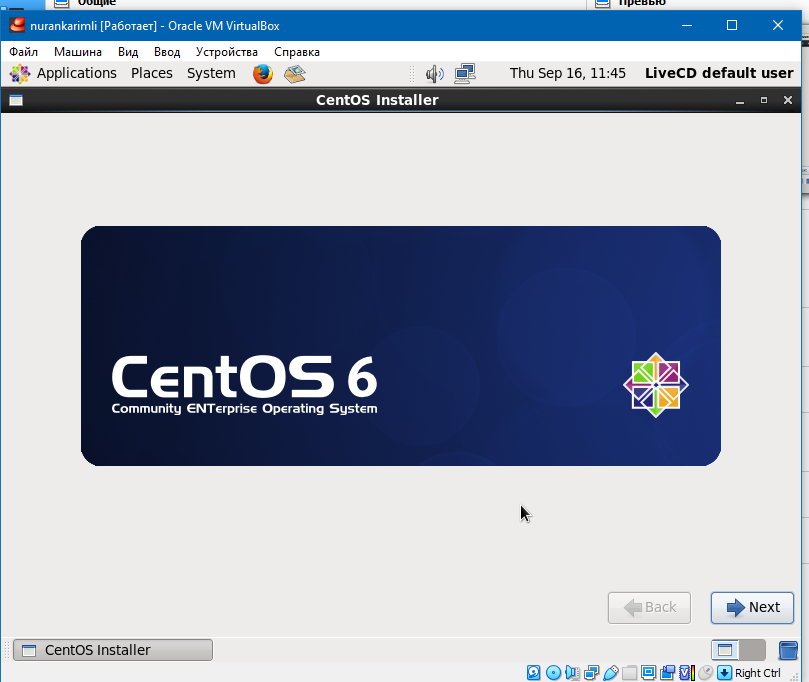 Общие
Превью
nurankarimli [Работает] - Oracle VM VirtualBox
Файл Машина Вид Ввод Устройства Справка
Applications Places System Thu Sep 16, 11:45 LiveCD default user
CentOS Installer
CentOS 6
Community ENTerprise Operating System
Back Next
CentOS Installer
Right Ctrl